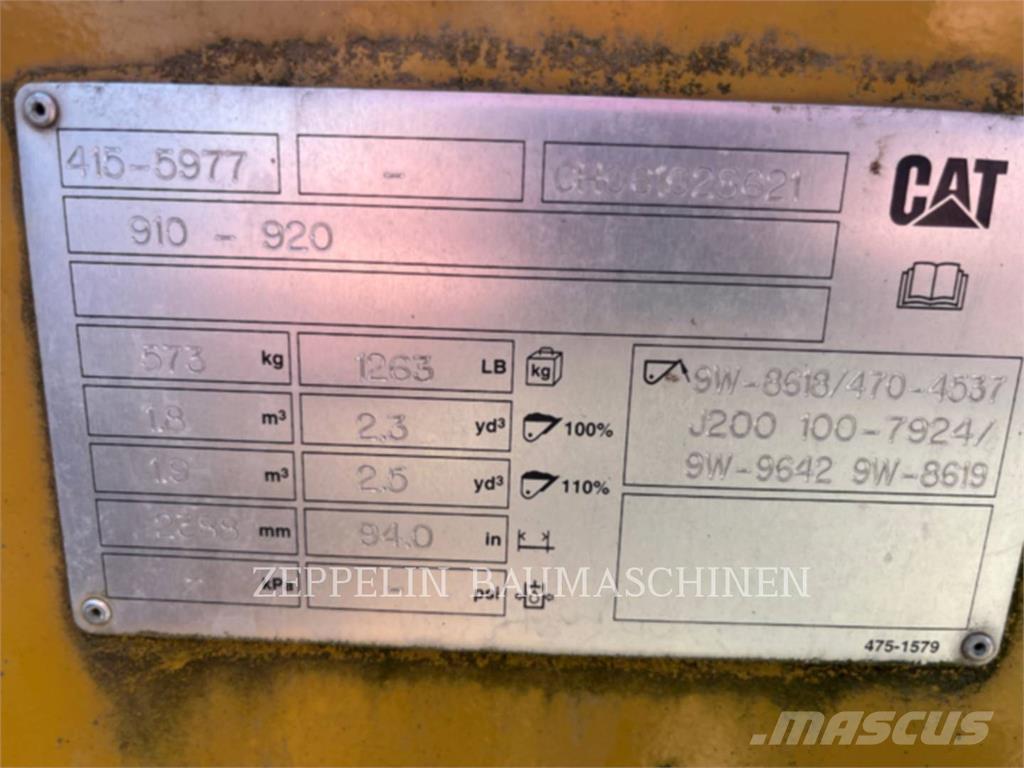 415-5977 -
CAT
910 - 920
573 kg 1263 LB kg
1.8 m³ 2.3 yd³ 100%
1.9 m³ 2.5 yd³ 110%
mm 94.0 in
kPa - psi
9W-8618/470-4537
J200 100-7924/
9W-9642 9W-8619
475-1579
ZEPPELIN BAUMASCHINEN
MASCUS